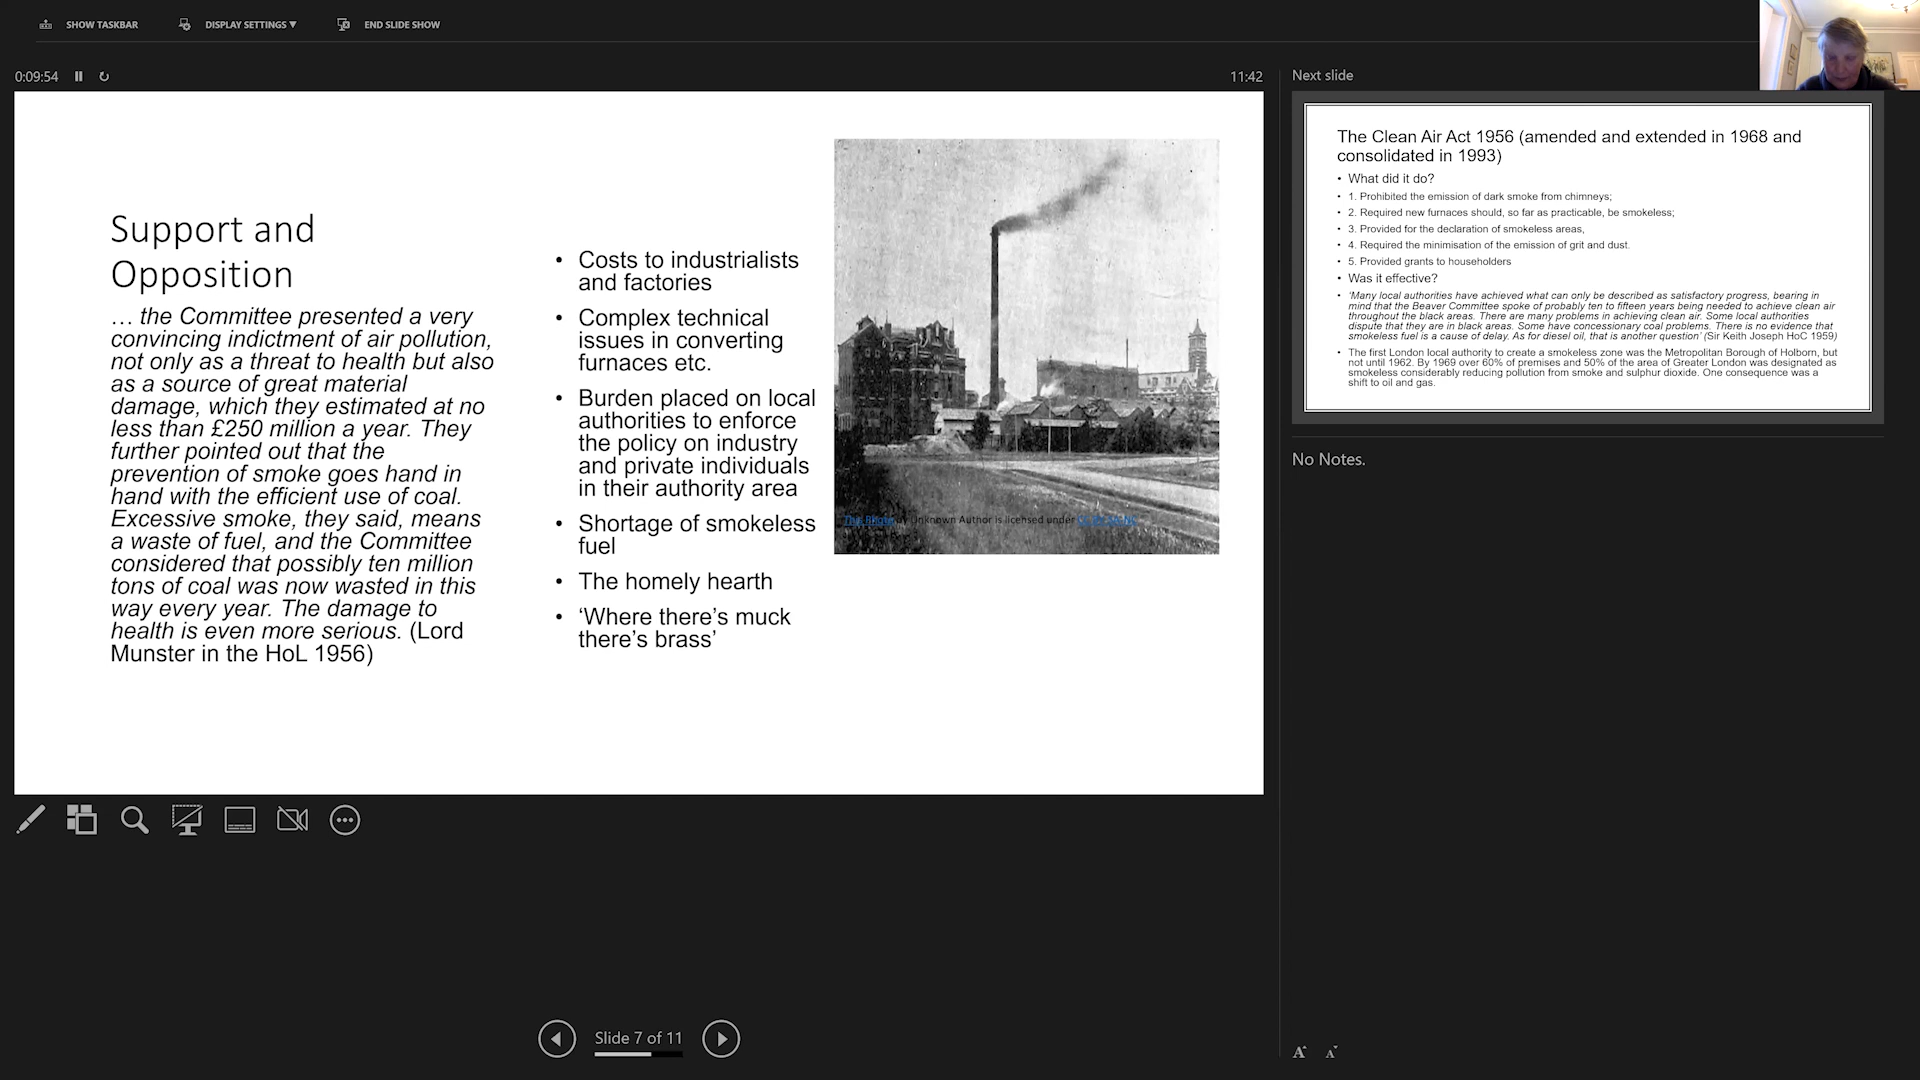 SHOW TASKBAR
DISPLAY SETTINGS ▼
END SLIDE SHOW
0:09:54
11:42
Support and
Opposition
… the Committee presented a very
convincing indictment of air pollution,
not only as a threat to health but also
as a source of great material
damage, which they estimated at no
less than £250 million a year. They
further pointed out that the
prevention of smoke goes hand in
hand with the efficient use of coal.
Excessive smoke, they said, means
a waste of fuel, and the Committee
considered that possibly ten million
tons of coal was now wasted in this
way every year. The damage to
health is even more serious. (Lord
Munster in the HoL 1956)
• Costs to industrialists
and factories
• Complex technical
issues in converting
furnaces etc.
• Burden placed on local
authorities to enforce
the policy on industry
and private individuals
in their authority area
• Shortage of smokeless
fuel
• The homely hearth
• ‘Where there’s muck
there’s brass’
This Photo by Unknown Author is licensed under
Slide 7 of 11
Next slide
The Clean Air Act 1956 (amended and extended in 1968 and
consolidated in 1993)
• What did it do?
• 1. Prohibited the emission of dark smoke from chimneys;
• 2. Required new furnaces should, so far as practicable, be smokeless;
• 3. Provided for the declaration of smokeless areas,
• 4. Required the minimisation of the emission of grit and dust.
• 5. Provided grants to householders
• Was it effective?
• ‘Many local authorities have achieved what can only be described as satisfactory progress, bearing in
mind that the Beaver Committee spoke of probably ten to fifteen years being needed to achieve clean air
throughout the black areas. There are many problems in achieving clean air. Some local authorities
dispute that they are in black areas. Some have concessionary coal problems. There is no evidence that
smokeless fuel is a cause of delay. As for diesel oil, that is another question’ (Sir Keith Joseph HoC 1959)
• The first London local authority to create a smokeless zone was the Metropolitan Borough of Holborn, but
not until 1962. By 1969 over 60% of premises and 50% of the area of Greater London was designated as
smokeless considerably reducing pollution from smoke and sulphur dioxide. One consequence was a
shift to oil and gas.
No Notes.
A A